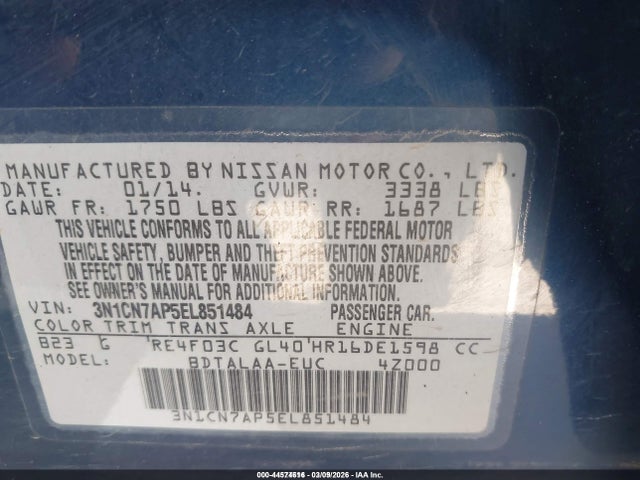 MANUFACTURED BY NISSAN MOTOR CO., LTD.
DATE: 01/14. GVWR: 3338 LBS
GAWR FR: 1750 LBS GAWR RR: 1687 LBS
THIS VEHICLE CONFORMS TO ALL APPLICABLE FEDERAL MOTOR
VEHICLE SAFETY, BUMPER AND THEFT PREVENTION STANDARDS
IN EFFECT ON THE DATE OF MANUFACTURE SHOWN ABOVE.
SEE OWNER'S MANUAL FOR ADDITIONAL INFORMATION.
VIN: 3N1CN7AP5EL851484 PASSENGER CAR.
COLOR TRIM TRANS AXLE ENGINE
B23 G RE4F03C GL40 HR16DE1598 CC
MODEL: BDTALAA-EUC 4Z000
3N1CN7AP5EL851484
03/09/2026 - IAA Inc.